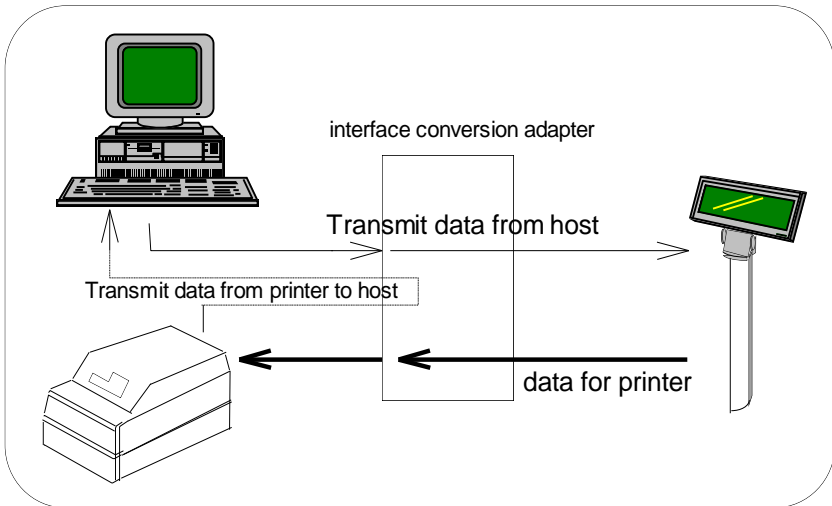 interface conversion adapter
Transmit data from host
Transmit data from printer to host
data for printer